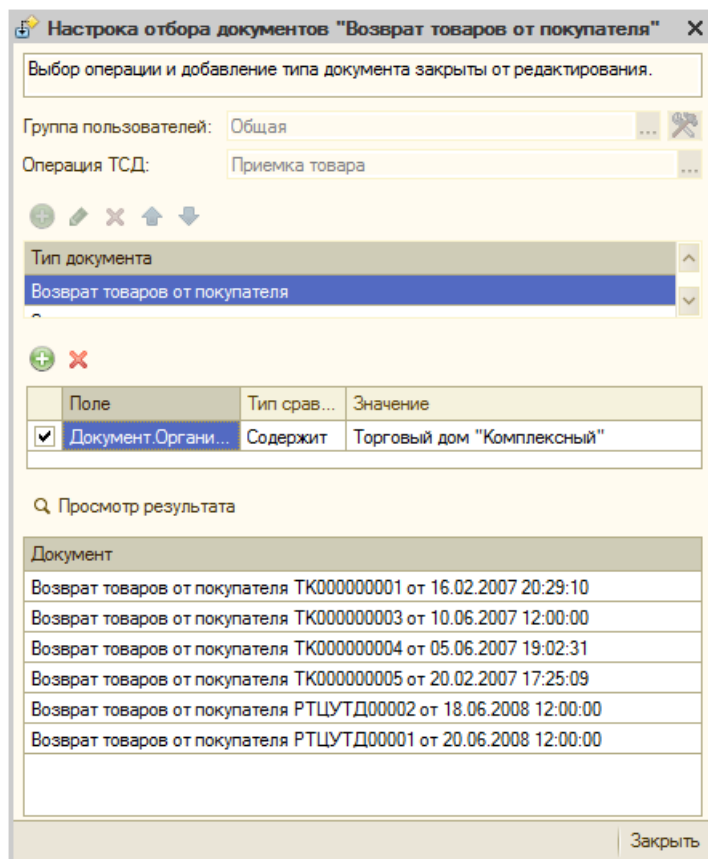 Настрока отбора документов "Возврат товаров от покупателя"
Выбор операции и добавление типа документа закрыты от редактирования.
Группа пользователей: Общая ...
Операция ТСД: Приемка товара ...
Тип документа
Возврат товаров от покупателя
Поле Тип срав... Значение
Документ.Органи... Содержит Торговый дом "Комплексный"
Просмотр результата
Документ
Возврат товаров от покупателя ТК000000001 от 16.02.2007 20:29:10
Возврат товаров от покупателя ТК000000003 от 10.06.2007 12:00:00
Возврат товаров от покупателя ТК000000004 от 05.06.2007 19:02:31
Возврат товаров от покупателя ТК000000005 от 20.02.2007 17:25:09
Возврат товаров от покупателя РТЦУТД00002 от 18.06.2008 12:00:00
Возврат товаров от покупателя РТЦУТД00001 от 20.06.2008 12:00:00
Закрыть